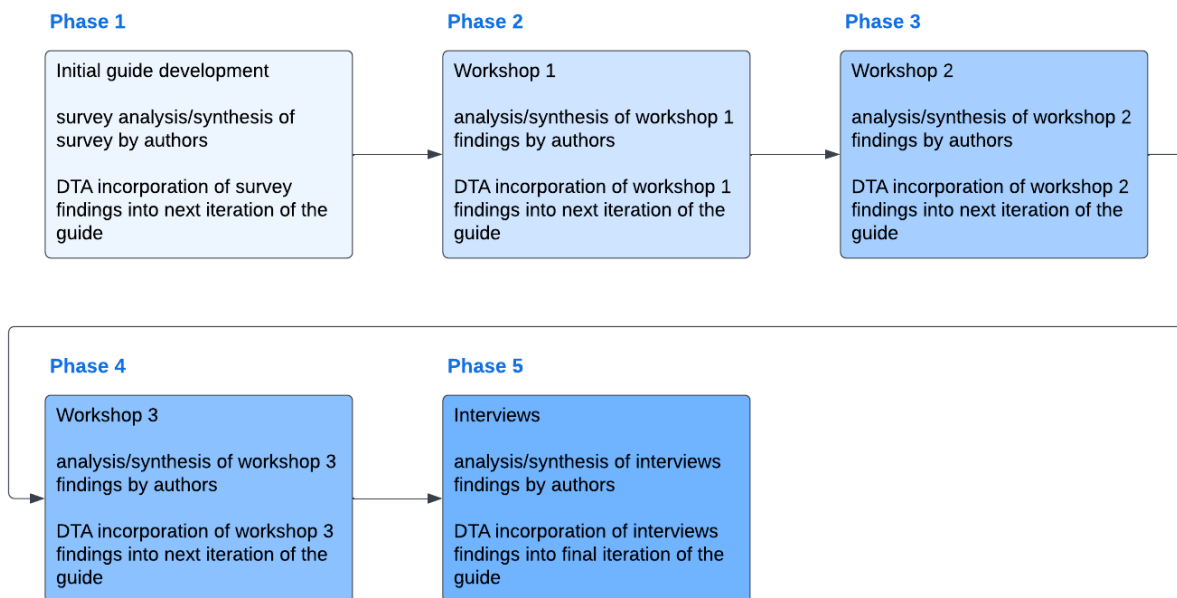 Phase 1
Initial guide development
survey analysis/synthesis of
survey by authors
DTA incorporation of survey
findings into next iteration of the
guide
Phase 2
Workshop 1
analysis/synthesis of workshop 1
findings by authors
DTA incorporation of workshop 1
findings into next iteration of the
guide
Phase 3
Workshop 2
analysis/synthesis of workshop 2
findings by authors
DTA incorporation of workshop 2
findings into next iteration of the
guide
Phase 4
Workshop 3
analysis/synthesis of workshop 3
findings by authors
DTA incorporation of workshop 3
findings into next iteration of the
guide
Phase 5
Interviews
analysis/synthesis of interviews
findings by authors
DTA incorporation of interviews
findings into final iteration of the
guide